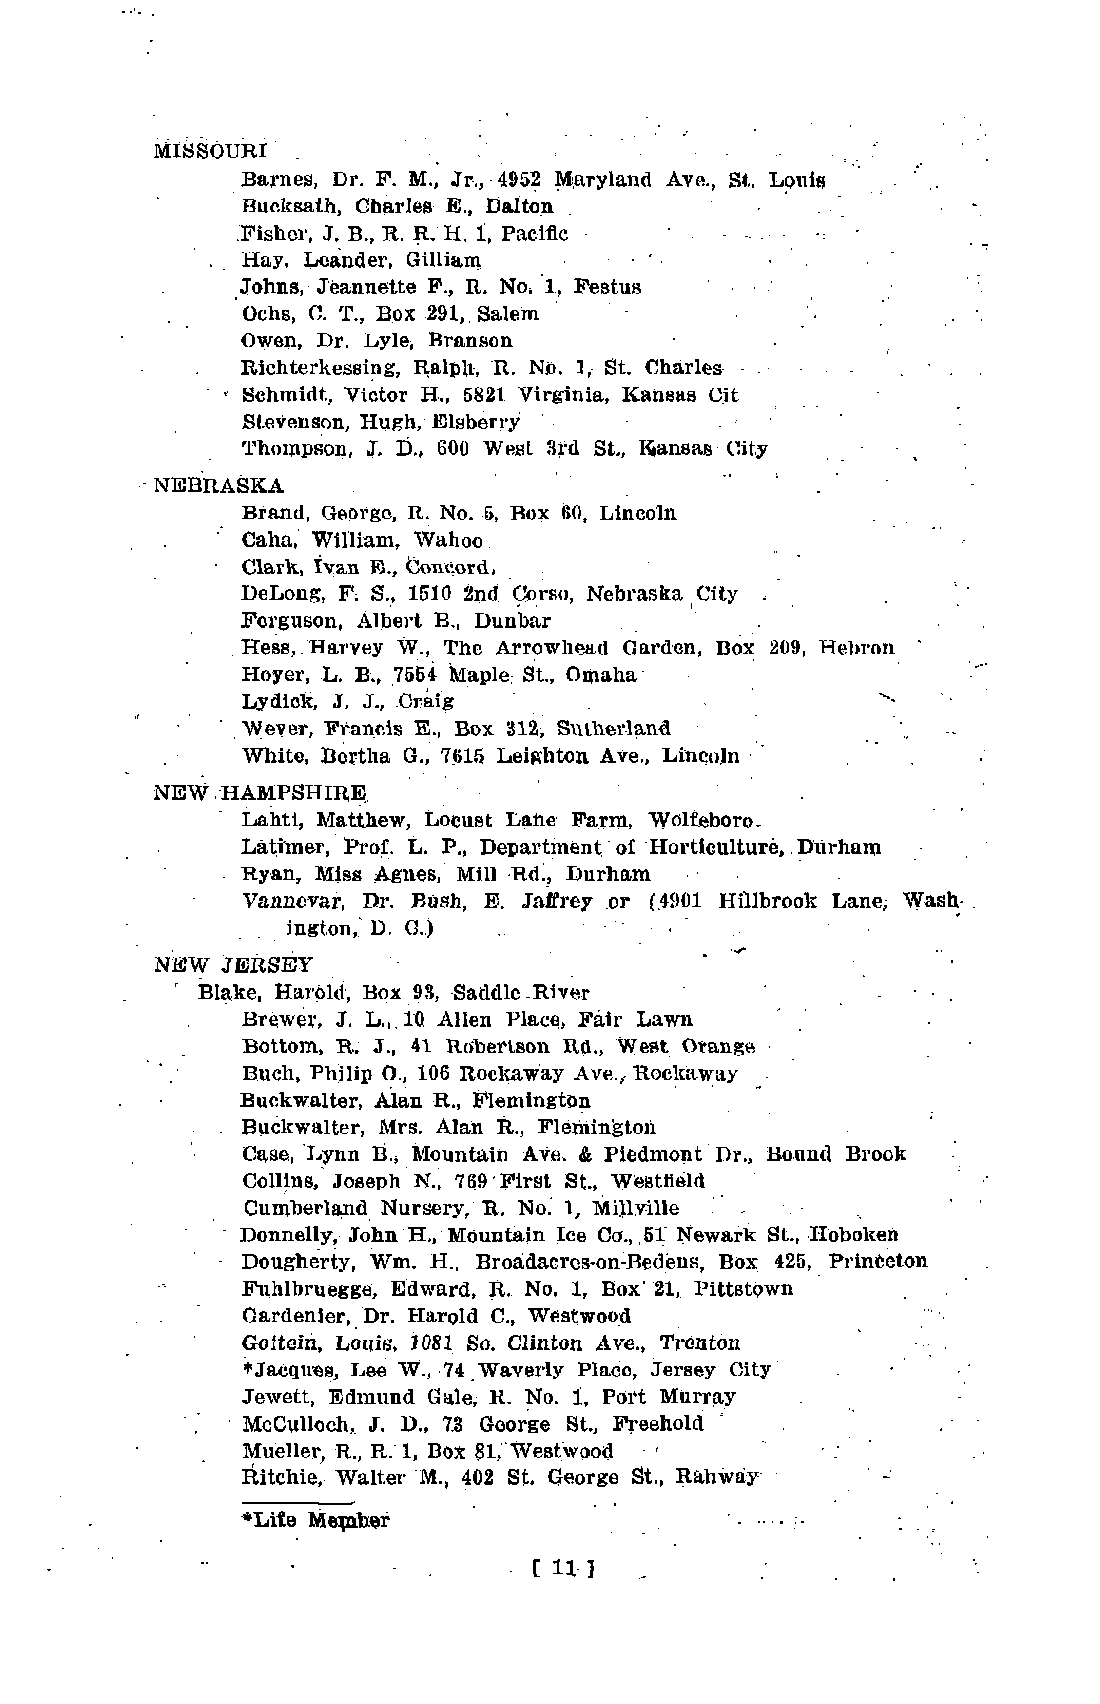 MISSOURI
Barnes, Dr. F. M., Jr., 4952 Maryland Ave., St. Louis
Bucksath, Charles E., Dalton
Fisher, J. B., R. R. H. 1, Pacific
Hay, Leander, Gilliam
Johns, Jeannette F., R. No. 1, Festus
Ochs, C. T., Box 291, Salem
Owen, Dr. Lyle, Branson
Richterkessing, Ralph, R. No. 1, St. Charles
Schmidt, Victor H., 5821 Virginia, Kansas Cit
Stevenson, Hugh, Elsberry
Thompson, J. D., 600 West 3rd St., Kansas City
NEBRASKA
Brand, George, R. No. 5, Box 60, Lincoln
Caha, William, Wahoo
Clark, Ivan E., Concord,
DeLong, F. S., 1510 2nd Corso, Nebraska City
Ferguson, Albert B., Dunbar
Hess, Harvey W., The Arrowhead Garden, Box 209, Hebron
Hoyer, L. B., 7554 Maple St., Omaha
Lydick, J. J., Craig
Wever, Francis E., Box 312, Sutherland
White, Bertha G., 7615 Leighton Ave., Lincoln
NEW HAMPSHIRE
Lahti, Matthew, Locust Lane Farm, Wolfeboro.
Latimer, Prof. L. P., Department of Horticulture, Durham
Ryan, Miss Agnes, Mill Rd., Durham
Vannevar, Dr. Bush, E. Jaffrey or (4901 Hillbrook Lane, Wash-
ington, D. C.)
NEW JERSEY
Blake, Harold, Box 93, Saddle River
Brewer, J. L., 10 Allen Place, Fair Lawn
Bottom, R. J., 41 Robertson Rd., West Orange
Buch, Philip O., 106 Rockaway Ave., Rockaway
Buckwalter, Alan R., Flemington
Buckwalter, Mrs. Alan R., Flemington
Case, Lynn B., Mountain Ave. & Piedmont Dr., Bound Brook
Collins, Joseph N., 769 First St., Westfield
Cumberland Nursery, R. No. 1, Millville
Donnelly, John H., Mountain Ice Co., 51 Newark St., Hoboken
Dougherty, Wm. H., Broadacres-on-Bedens, Box 425, Princeton
Fuhlbruegge, Edward, R. No. 1, Box 21, Pittstown
Gardenier, Dr. Harold C., Westwood
Goitein, Louis, 1081 So. Clinton Ave., Trenton
*Jacques, Lee W., 74 Waverly Place, Jersey City
Jewett, Edmund Gale, R. No. 1, Port Murray
McCulloch, J. D., 73 George St., Freehold
Mueller, R., R. 1, Box 81, Westwood
Ritchie, Walter M., 402 St. George St., Rahway
*Life Member
[ 11 ]